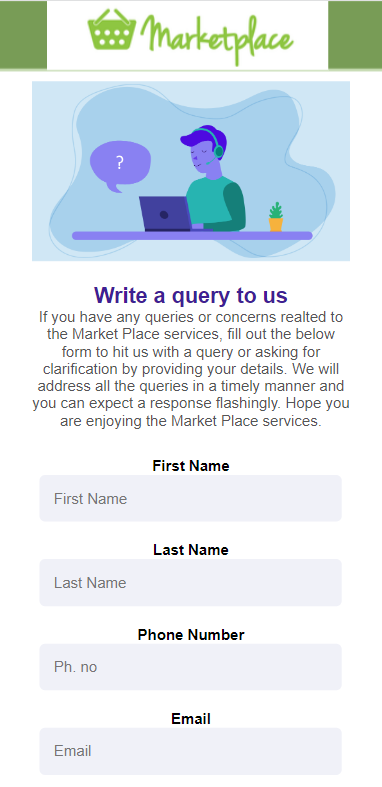 Marketplace
?
Write a query to us
If you have any queries or concerns realted to
the Market Place services, fill out the below
form to hit us with a query or asking for
clarification by providing your details. We will
address all the queries in a timely manner and
you can expect a response flashingly. Hope you
are enjoying the Market Place services.
First Name
First Name
Last Name
Last Name
Phone Number
Ph. no
Email
Email